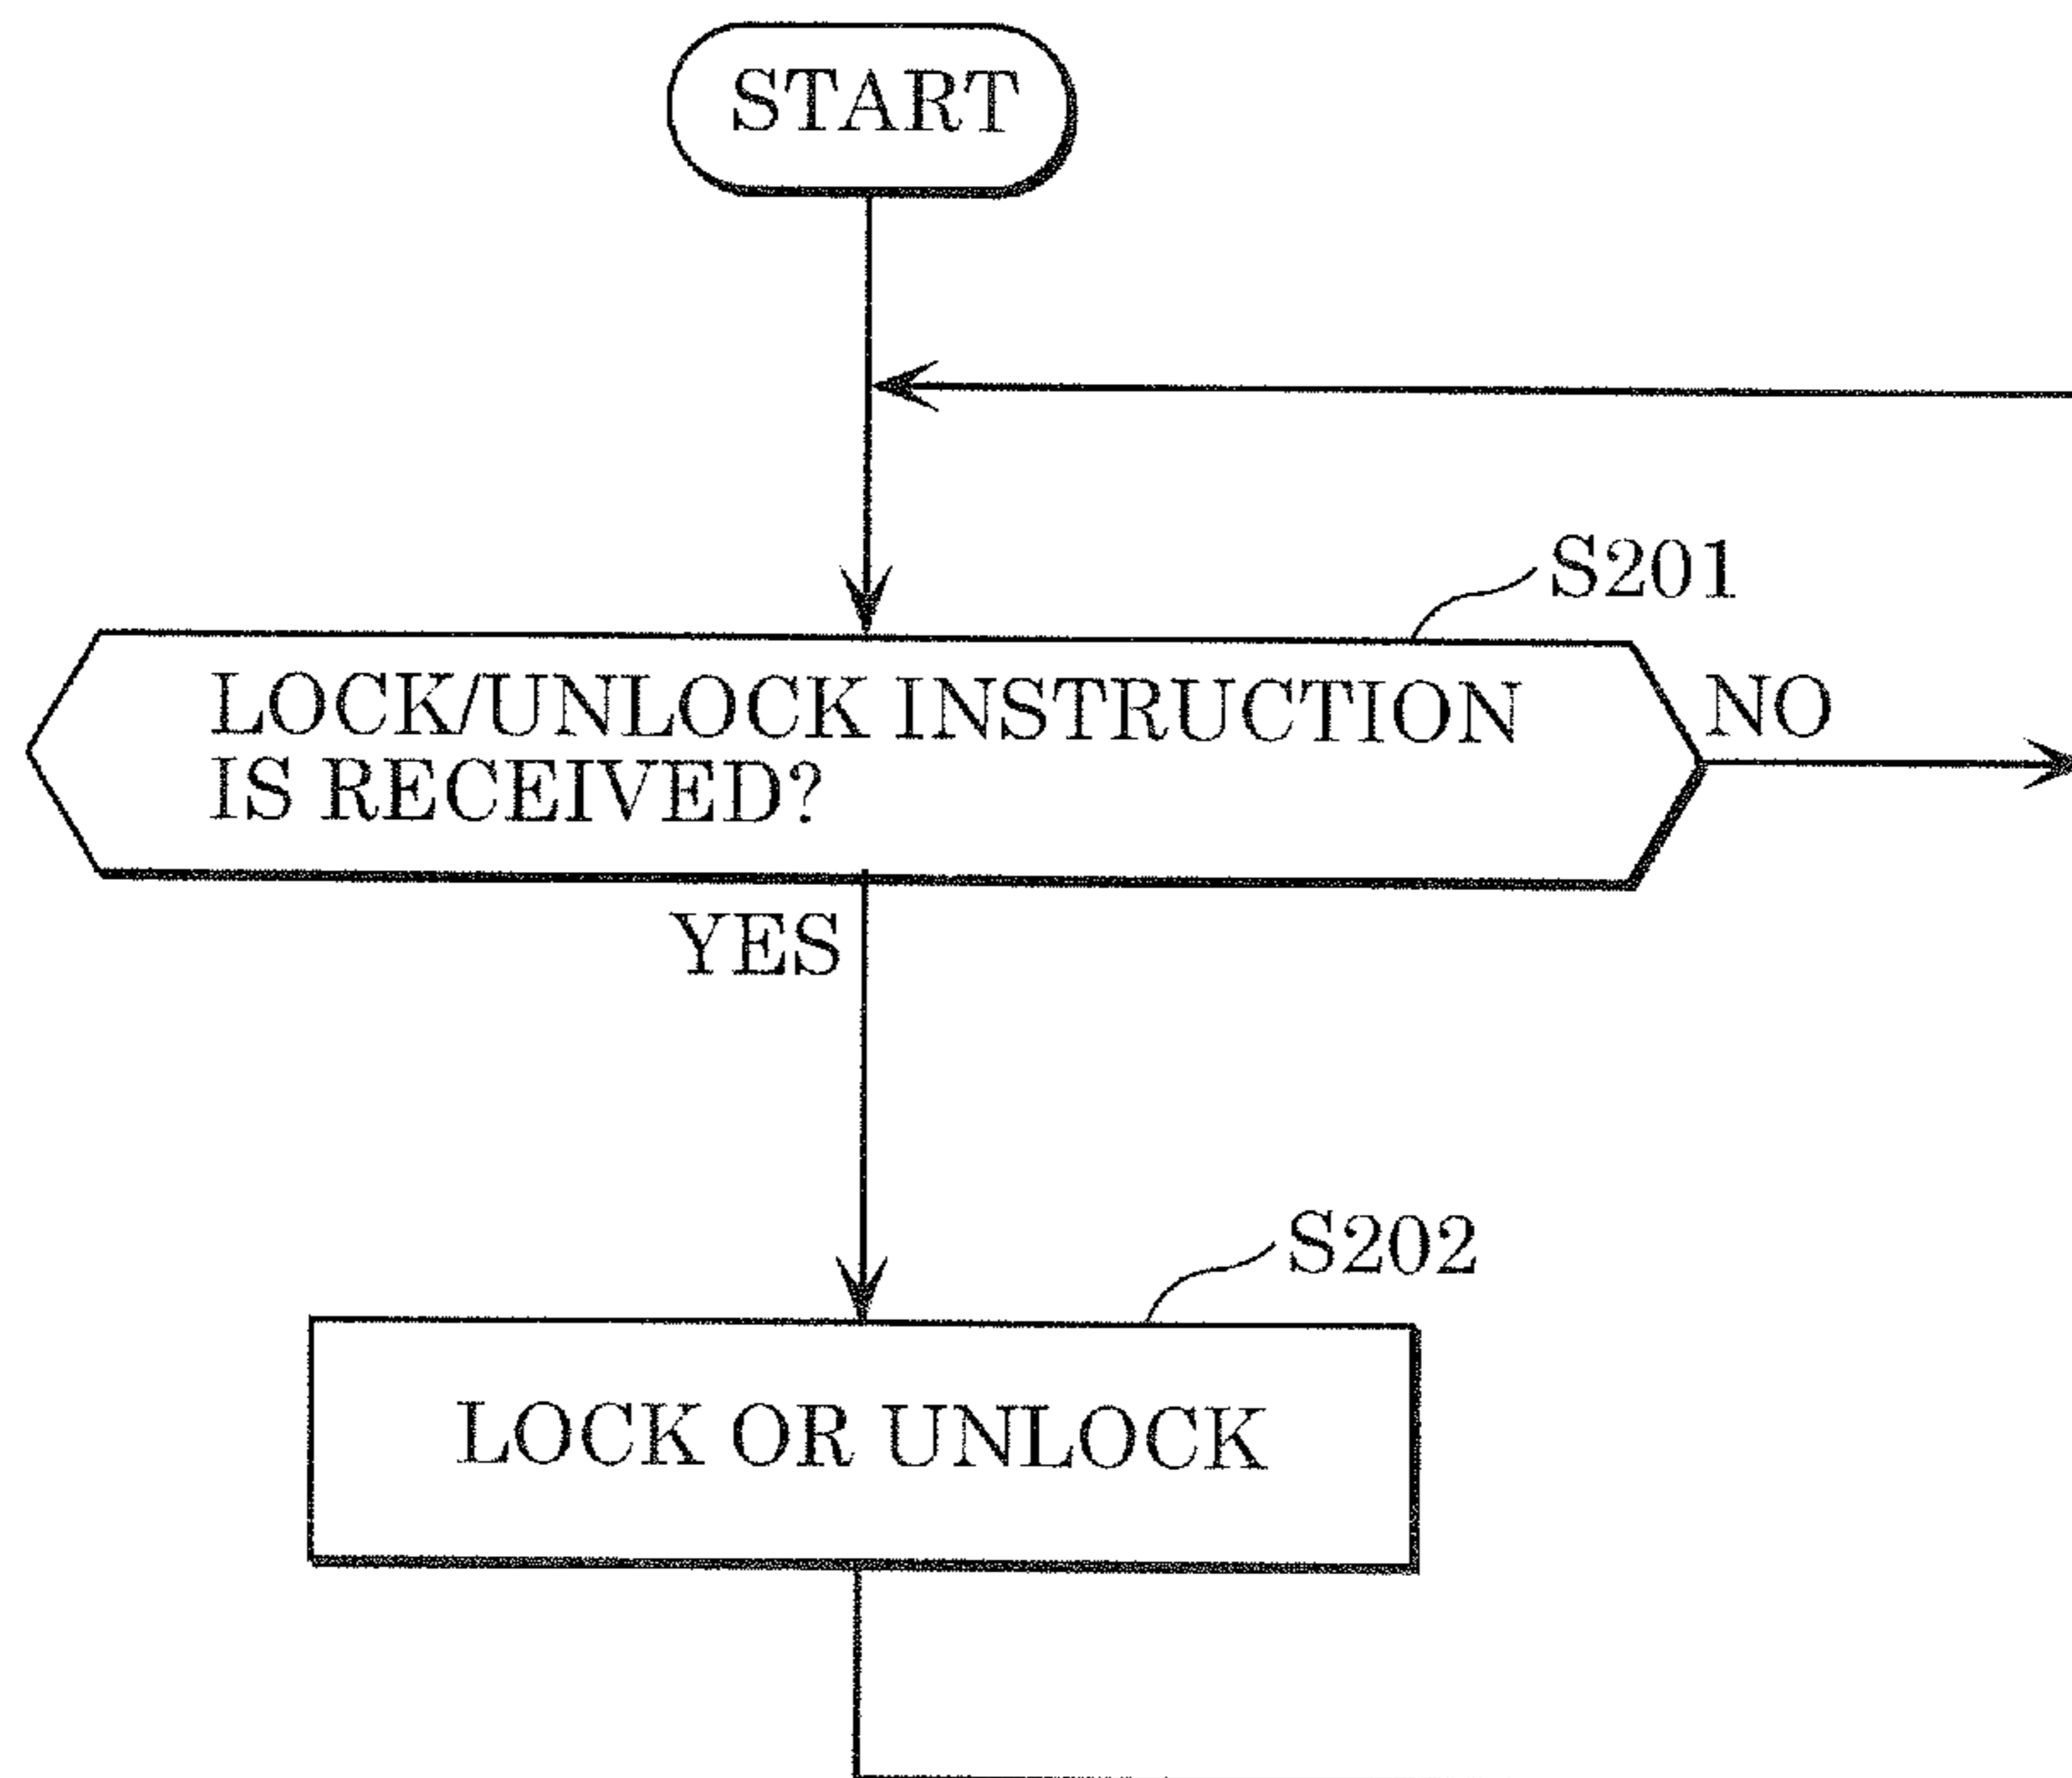 START
S201
LOCK/UNLOCK INSTRUCTION
IS RECEIVED?
NO
YES
S202
LOCK OR UNLOCK